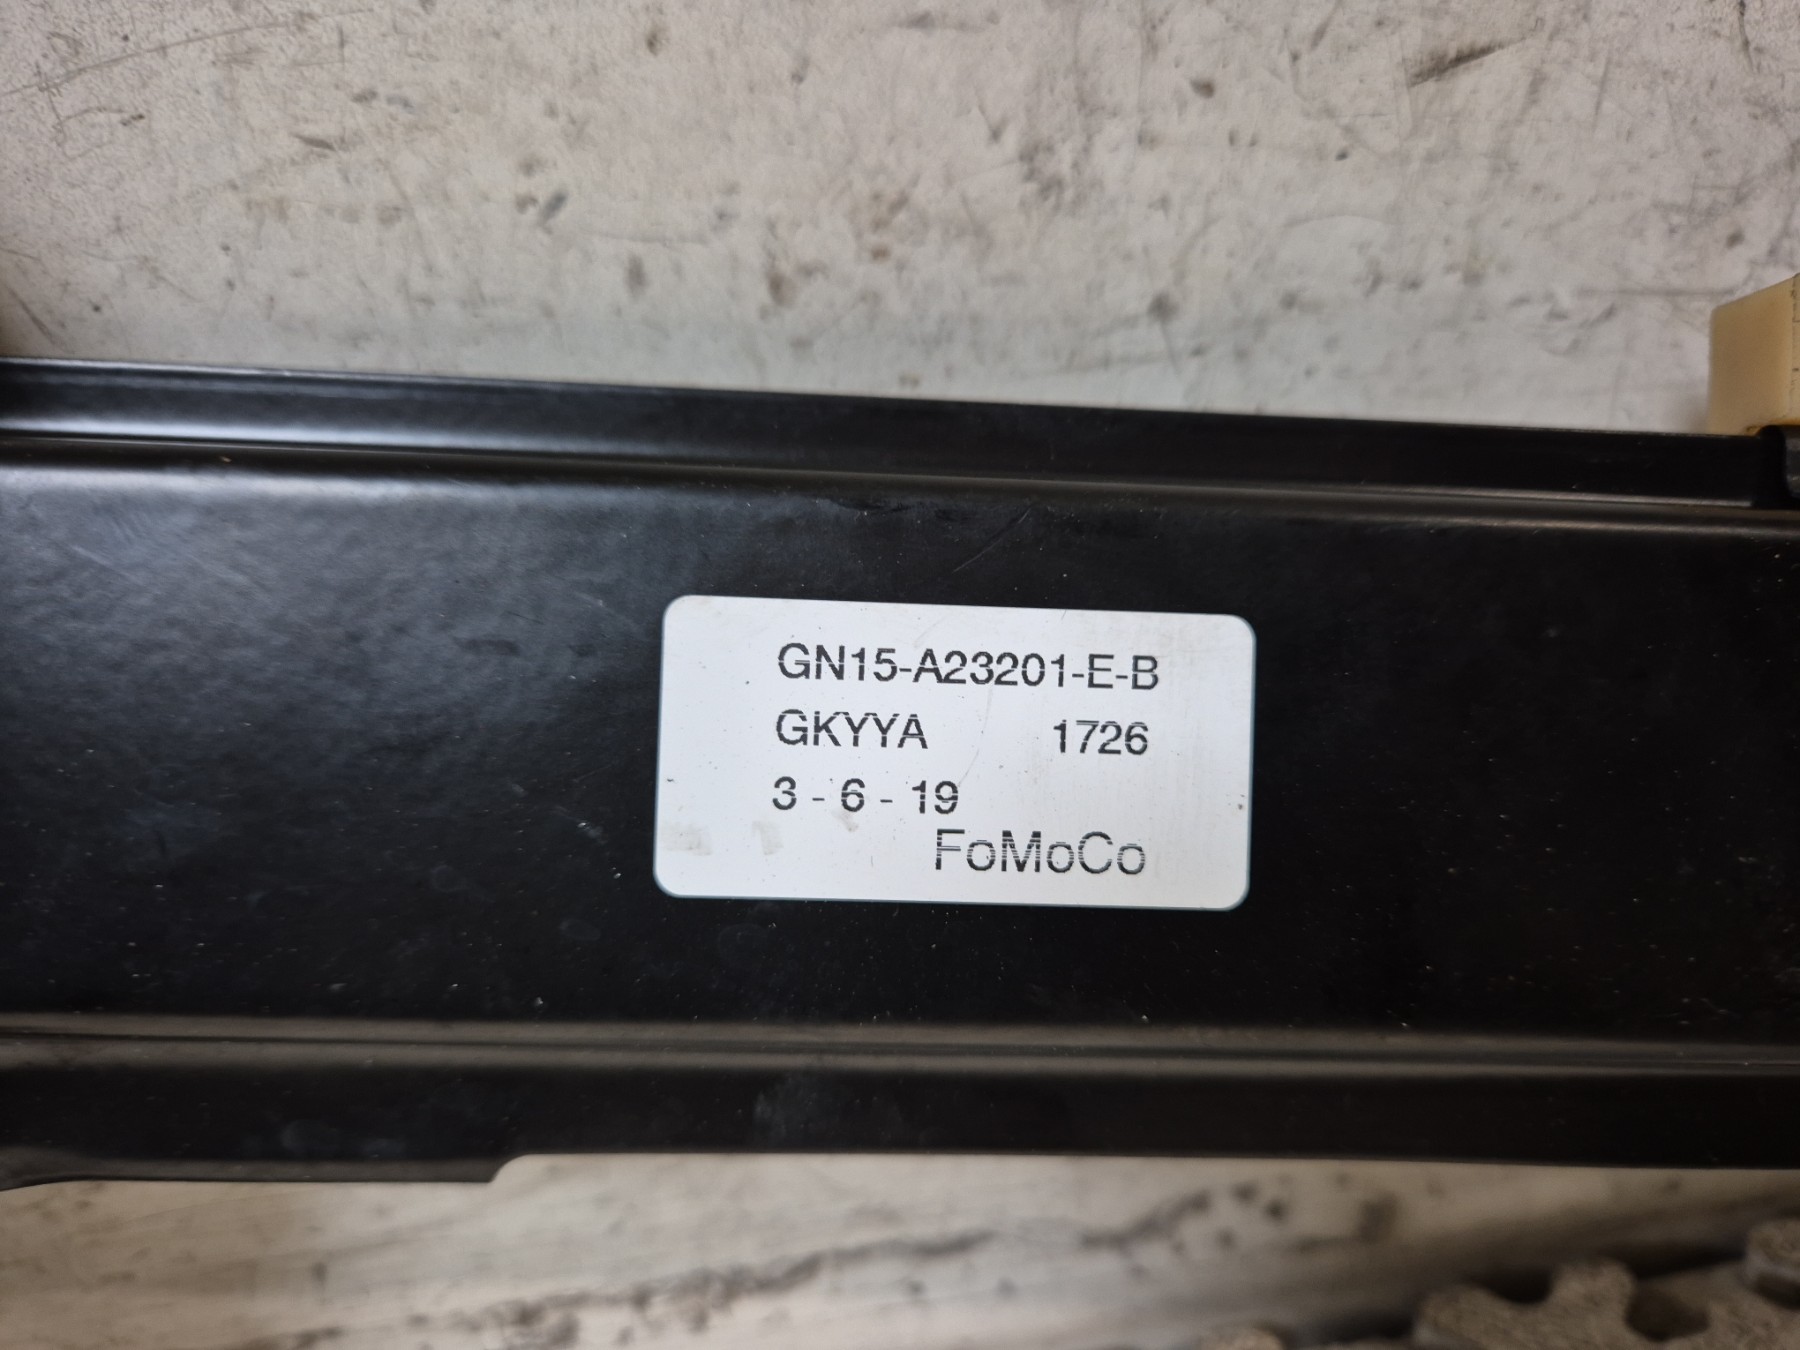 GN15-A23201-E-B
GKYYA 1726
3 - 6 - 19
FoMoCo